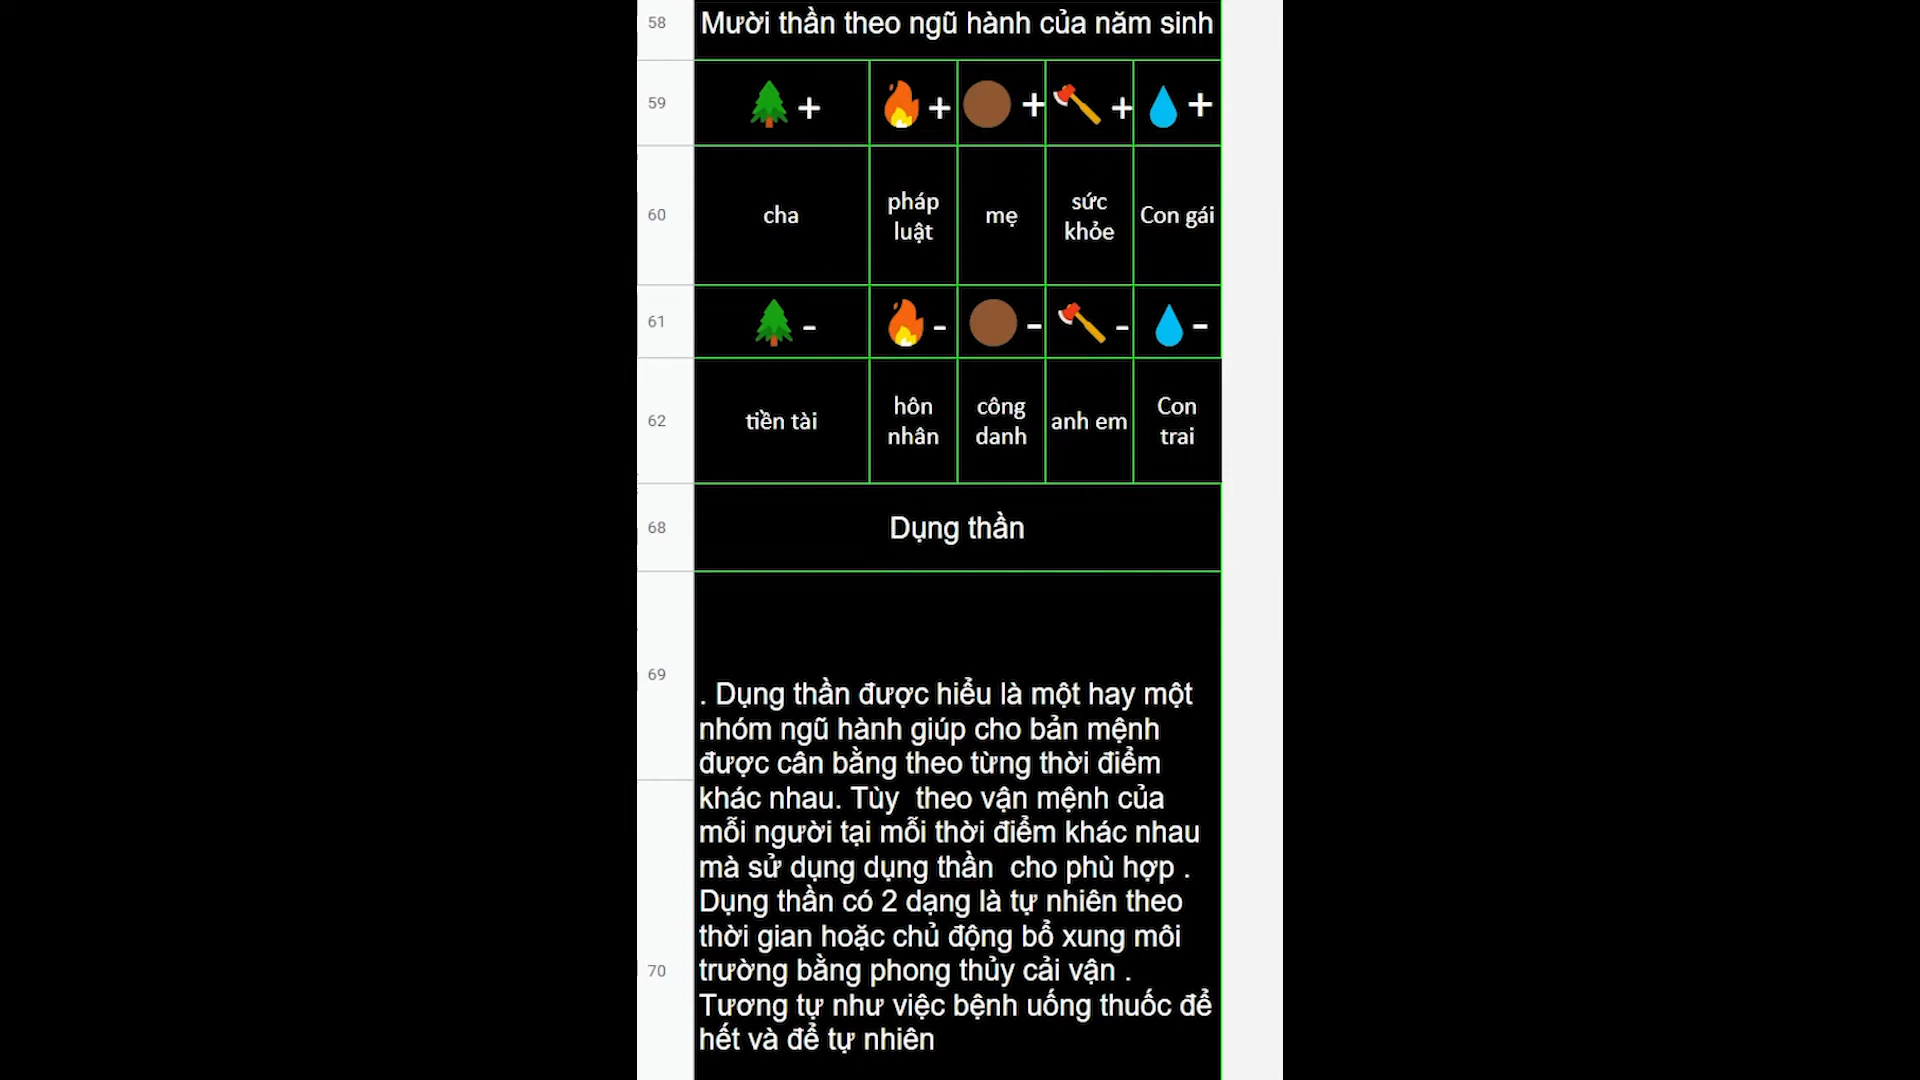 58 Mười thần theo ngũ hành của năm sinh
59 + + + + +
60 cha pháp luật mẹ sức khỏe Con gái
61 - - - - -
62 tiền tài hôn nhân công danh anh em Con trai
68 Dụng thần
69
. Dụng thần được hiểu là một hay một
nhóm ngũ hành giúp cho bản mệnh
được cân bằng theo từng thời điểm
khác nhau. Tùy  theo vận mệnh của
mỗi người tại mỗi thời điểm khác nhau
mà sử dụng dụng thần  cho phù hợp .
Dụng thần có 2 dạng là tự nhiên theo
thời gian hoặc chủ động bổ xung môi
70 trường bằng phong thủy cải vận .
Tương tự như việc bệnh uống thuốc để
hết và để tự nhiên